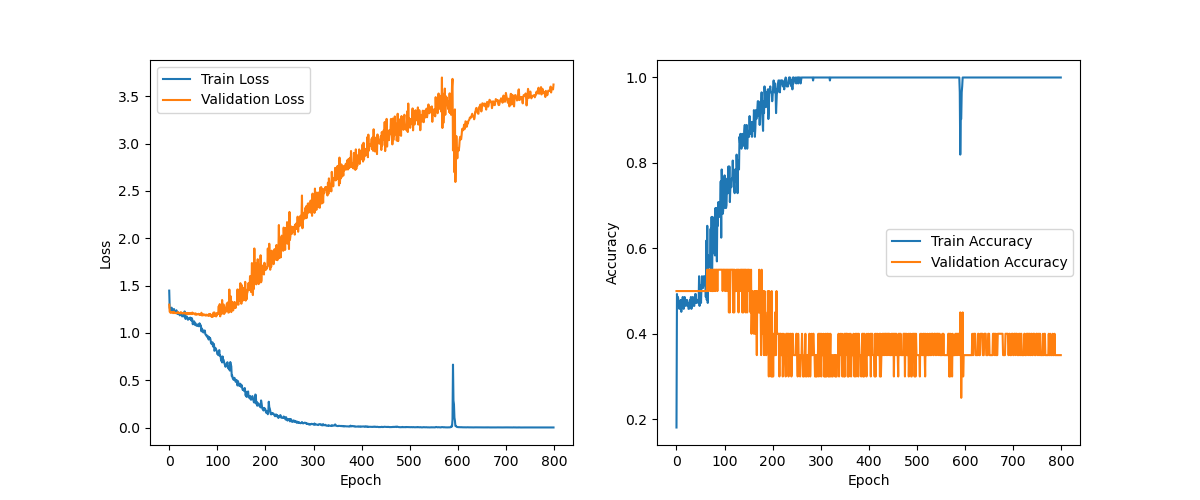 Train Loss
Validation Loss
3.5
3.0
2.5
2.0
1.5
1.0
0.5
0.0
Loss
0 100 200 300 400 500 600 700 800
Epoch
1.0
0.8
0.6
0.4
0.2
Accuracy
Train Accuracy
Validation Accuracy
0 100 200 300 400 500 600 700 800
Epoch